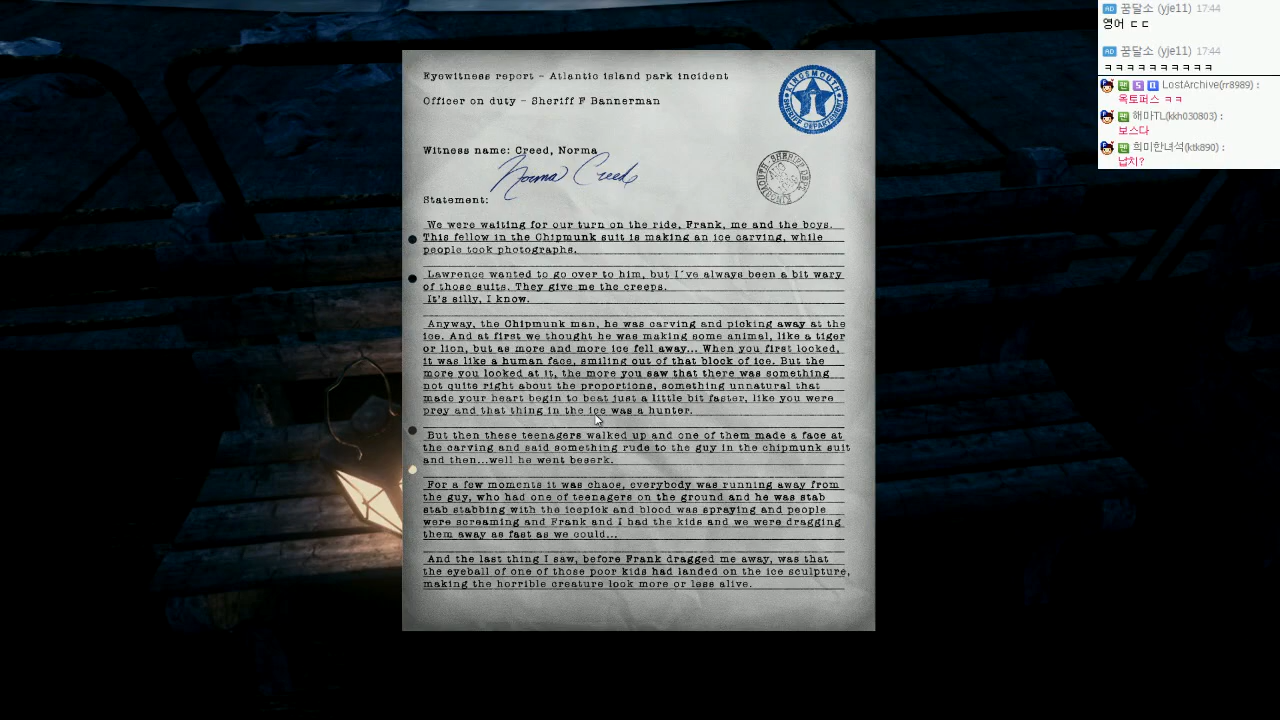 Eyewitness report - Atlantic island park incident
Officer on duty - Sheriff F Bannerman
KINGSMOUTH
SHERIFF DEPARTMENT
Witness name: Creed, Norma
Norma Creed
Statement:
We were waiting for our turn on the ride, Frank, me and the boys.
This fellow in the Chipmunk suit is making an ice carving, while
people took photographs.
Lawrence wanted to go over to him, but I've always been a bit wary
of those suits. They give me the creeps.
It's silly, I know.
Anyway, the Chipmunk man, he was carving and picking away at the
ice. And at first we thought he was making some animal, like a tiger
or lion, but as more and more ice fell away... When you first looked,
it was like a human face, smiling out of that block of ice. But the
more you looked at it, the more you saw that there was something
not quite right about the proportions, something unnatural that
made your heart begin to beat just a little bit faster, like you were
prey and that thing in the ice was a hunter.
But then these teenagers walked up and one of them made a face at
the carving and said something rude to the guy in the chipmunk suit
and then...well he went beserk.
For a few moments it was chaos, everybody was running away from
the guy, who had one of teenagers on the ground and he was stab
stab stabbing with the icepick and blood was spraying and people
were screaming and Frank and I had the kids and we were dragging
them away as fast as we could...
And the last thing I saw, before Frank dragged me away, was that
the eyeball of one of those poor kids had landed on the ice sculpture,
making the horrible creature look more or less alive.
AD 꿈달소 (yje11) 17:44
영어 ㄷㄷ
AD 꿈달소 (yje11) 17:44
ㅋㅋㅋㅋㅋㅋㅋㅋㅋㅋ
팬 S Q LostArchive(rr8989) :
옥토퍼스 ㅋㅋ
팬 해마TL(kkh030803) :
보스다
팬 희미한녀석(ktk890) :
납치?